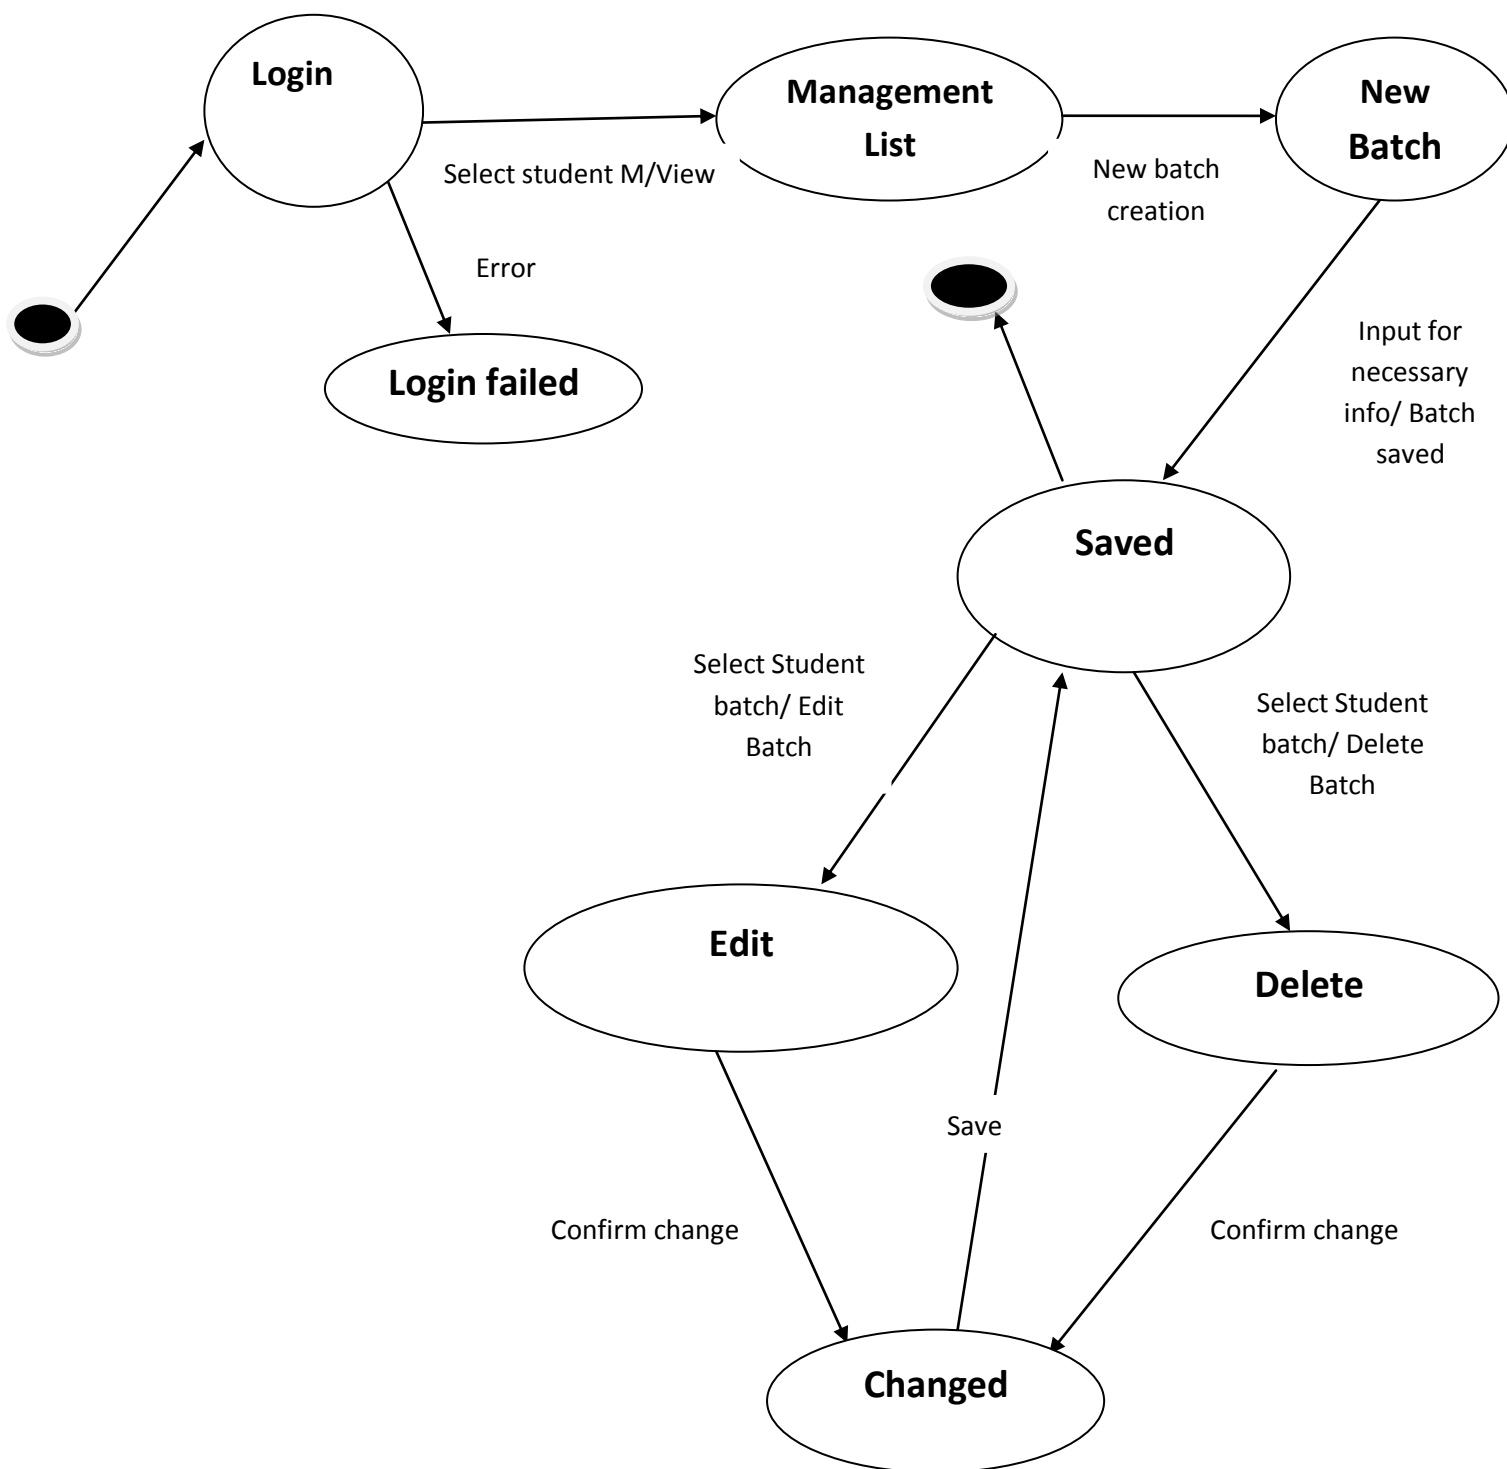 Login
Management
List
New
Batch
Select student M/View
New batch
creation
Error
Login failed
Input for
necessary
info/ Batch
saved
Saved
Select Student
batch/ Edit
Batch
Select Student
batch/ Delete
Batch
Edit
Delete
Save
Confirm change
Confirm change
Changed